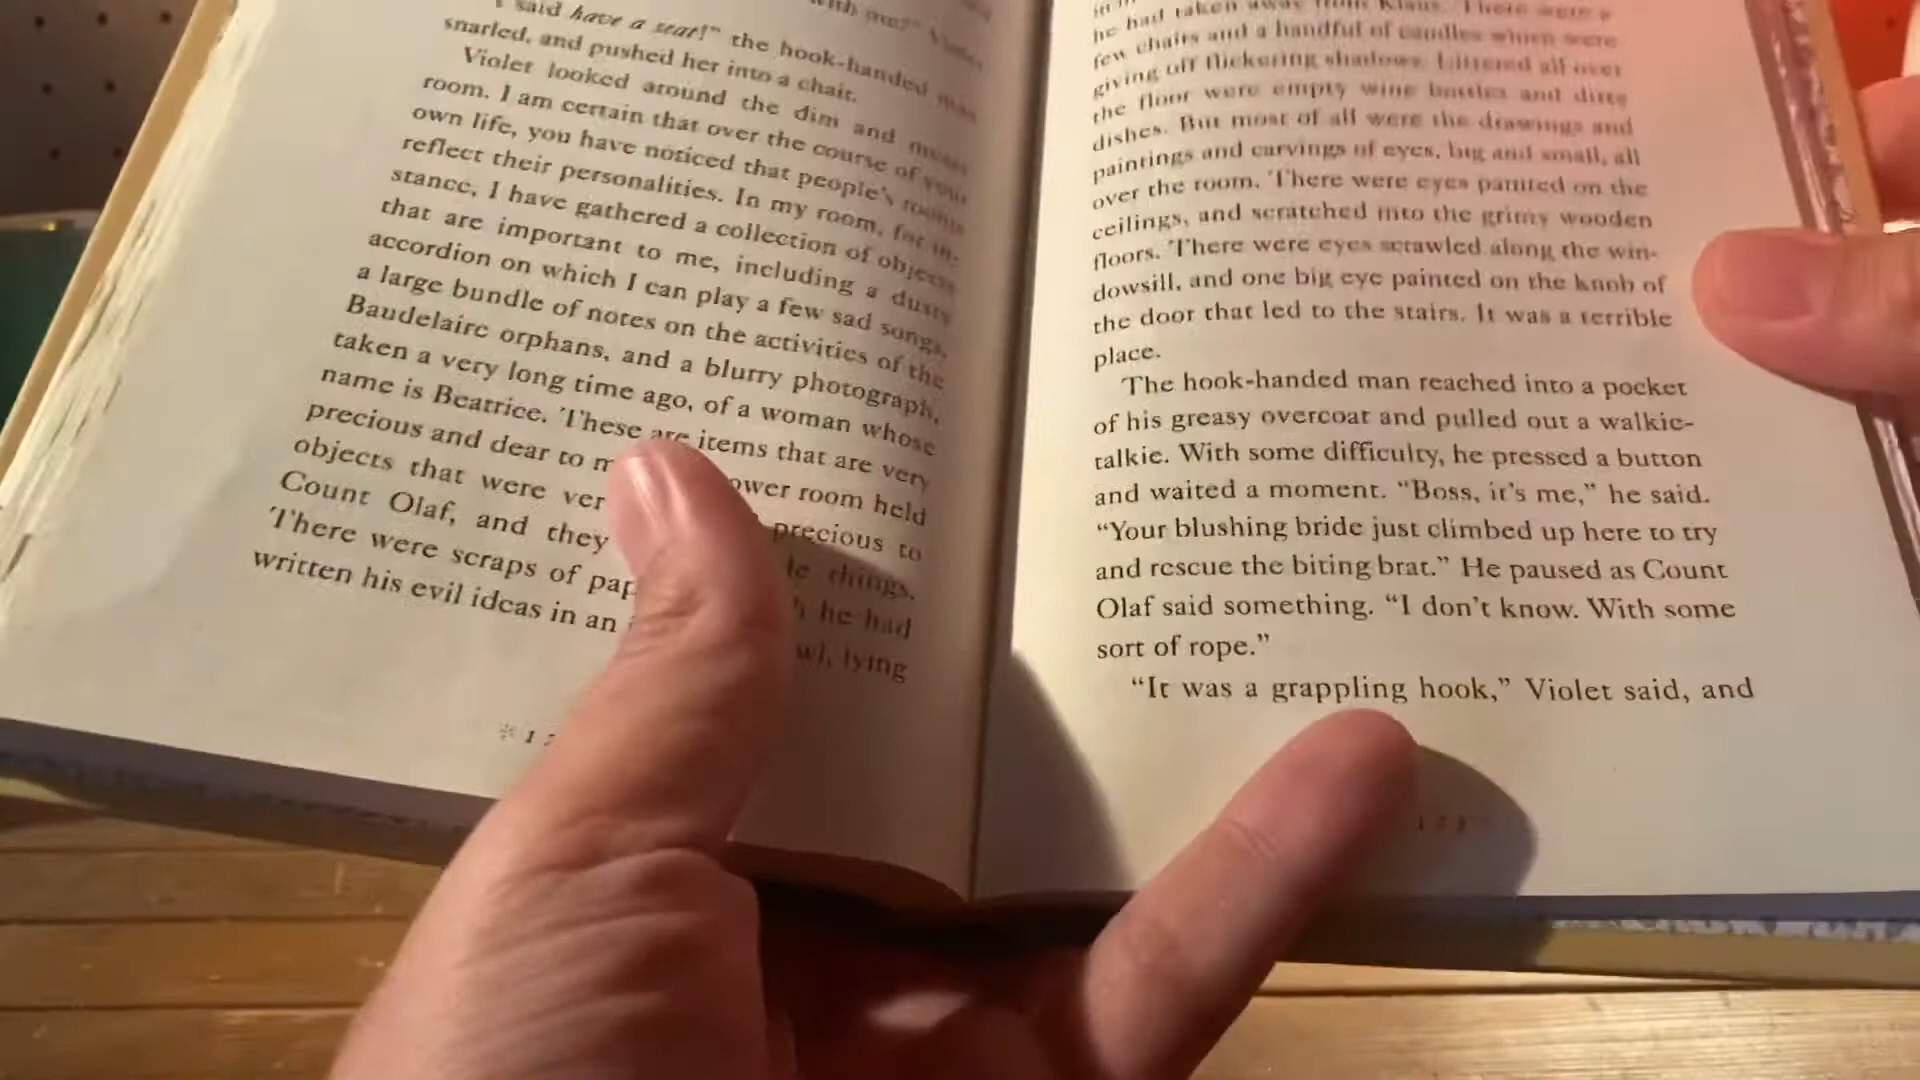 with me?" Violet
I said have a seat!" the hook-handed man
snarled, and pushed her into a chair.
Violet looked around the dim and messy
room. I am certain that over the course of your
own life, you have noticed that people's rooms
reflect their personalities. In my room, for in-
stance, I have gathered a collection of objects
that are important to me, including a dusty
accordion on which I can play a few sad songs,
a large bundle of notes on the activities of the
Baudelaire orphans, and a blurry photograph,
taken a very long time ago, of a woman whose
name is Beatrice. These are items that are very
precious and dear to ower room held
objects that were precious to
Count Olaf, and they things.
There were scraps of he had
written his evil ideas in an lying
he had taken away from Klaus. There were a
few chairs and a handful of candles which were
giving off flickering shadows. Littered all over
the floor were empty wine bottles and dirty
dishes. But most of all were the drawings and
paintings and carvings of eyes, big and small, all
over the room. There were eyes painted on the
ceilings, and scratched into the grimy wooden
floors. There were eyes scrawled along the win-
dowsill, and one big eye painted on the knob of
the door that led to the stairs. It was a terrible
place.
The hook-handed man reached into a pocket
of his greasy overcoat and pulled out a walkie-
talkie. With some difficulty, he pressed a button
and waited a moment. "Boss, it's me," he said.
"Your blushing bride just climbed up here to try
and rescue the biting brat." He paused as Count
Olaf said something. "I don't know. With some
sort of rope."
"It was a grappling hook," Violet said, and